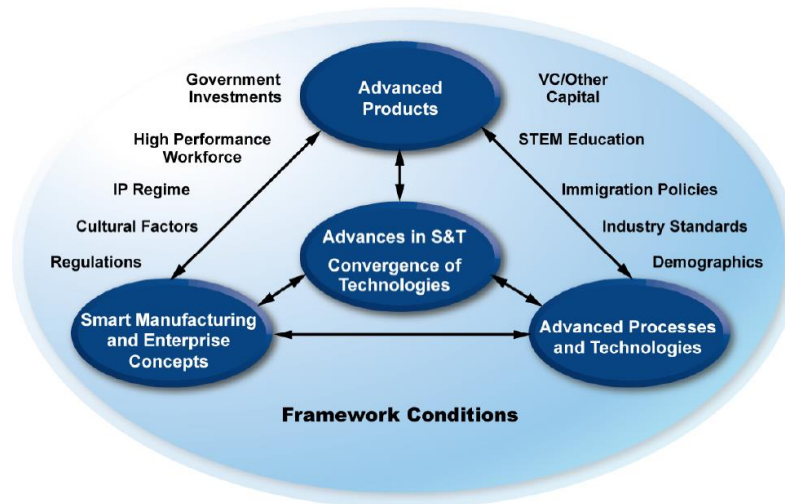 Government
Investments
Advanced
Products
VC/Other
Capital
High Performance
Workforce
STEM Education
IP Regime
Immigration Policies
Cultural Factors
Advances in S&T
Convergence of
Technologies
Industry Standards
Regulations
Demographics
Smart Manufacturing
and Enterprise
Concepts
Advanced Processes
and Technologies
Framework Conditions